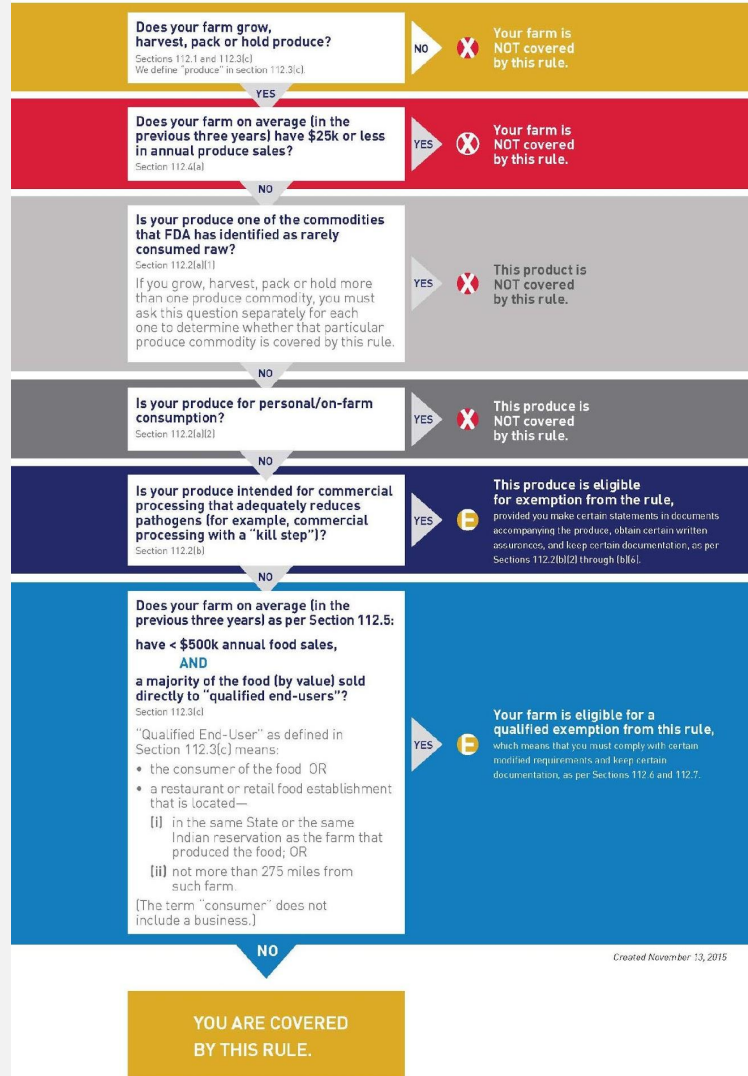 Does your farm grow,
harvest, pack or hold produce?
Sections 112.1 and 112.3(c)
We define "produce" in section 112.3(c).
NO
X
Your farm is
NOT covered
by this rule.
YES
Does your farm on average (in the
previous three years) have $25k or less
in annual produce sales?
Section 112.4(a)
YES
X
Your farm is
NOT covered
by this rule.
NO
Is your produce one of the commodities
that FDA has identified as rarely
consumed raw?
Section 112.2(a)(1)
If you grow, harvest, pack or hold more
than one produce commodity, you must
ask this question separately for each
one to determine whether that particular
produce commodity is covered by this rule.
YES
X
This product is
NOT covered
by this rule.
NO
Is your produce for personal/on-farm
consumption?
Section 112.2(a)(2)
YES
X
This produce is
NOT covered
by this rule.
NO
Is your produce intended for commercial
processing that adequately reduces
pathogens (for example, commercial
processing with a "kill step")?
Section 112.2(b)
YES
E
This produce is eligible
for exemption from the rule,
provided you make certain statements in documents
accompanying the produce, obtain certain written
assurances, and keep certain documentation, as per
Sections 112.2(b)(2) through (b)(6).
NO
Does your farm on average (in the
previous three years) as per Section 112.5:
have < $500k annual food sales,
AND
a majority of the food (by value) sold
directly to "qualified end-users"?
Section 112.3(c)
"Qualified End-User" as defined in
Section 112.3(c) means:
• the consumer of the food OR
• a restaurant or retail food establishment
that is located—
(i) in the same State or the same
Indian reservation as the farm that
produced the food; OR
(ii) not more than 275 miles from
such farm.
(The term "consumer" does not
include a business.)
YES
E
Your farm is eligible for a
qualified exemption from this rule,
which means that you must comply with certain
modified requirements and keep certain
documentation, as per Sections 112.6 and 112.7.
NO
Created November 13, 2015
YOU ARE COVERED
BY THIS RULE.